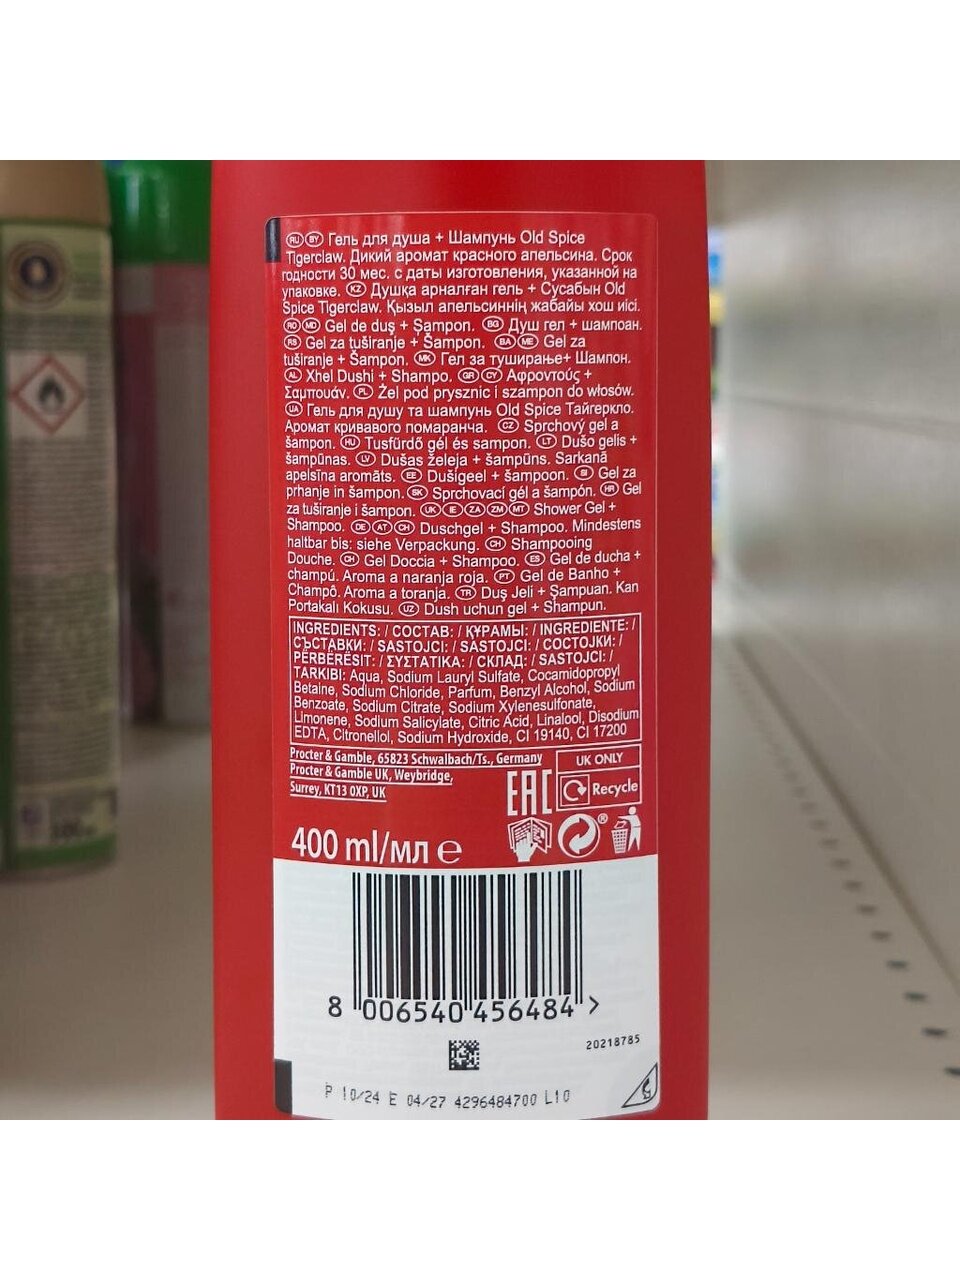 RU BY Гель для душа + Шампунь Old Spice
Tigerclaw. Дикий аромат красного апельсина. Срок
годности 30 мес. с даты изготовления, указанной на
упаковке. KZ Душқа арналған гель + Сусабын Old
Spice Tigerclaw. Қызыл апельсиннің жабайы хош иісі.
RO MD Gel de duș + Șampon. BG Душ гел + шампоан.
RS Gel za tuširanje + Šampon. BA ME Gel za
tuširanje + Šampon. MK Гел за туширање+ Шампон.
AL Xhel Dushi + Shampo. GR CY Αφροντούς +
Σαμπουάν. PL Żel pod prysznic i szampon do włosów.
UA Гель для душу та шампунь Old Spice Тайгеркло.
Аромат кривавого помаранча. CZ Sprchový gel a
šampon. HU Tusfürdő gél és sampon. LT Dušo gelis +
šampūnas. LV Dušas želeja + šampūns. Sarkanā
apelsīna aromāts. EE Dušigeel + šampoon. SI Gel za
prhanje in šampon. SK Sprchovací gél a šampón. HR Gel
za tuširanje i šampon. UK IE ZA ZM MT Shower Gel +
Shampoo. DE AT CH Duschgel + Shampoo. Mindestens
haltbar bis: siehe Verpackung. CH Shampooing
Douche. CH Gel Doccia + Shampoo. ES Gel de ducha +
champú. Aroma a naranja roja. PT Gel de Banho +
Champô. Aroma a toranja. TR Duş Jeli + Şampuan. Kan
Portakalı Kokusu. UZ Dush uchun gel + Shampun.
INGREDIENTS: / СОСТАВ: / ҚҰРАМЫ: / INGREDIENTE: /
СЪСТАВКИ: / SASTOJCI: / SASTOJCI: / СОСТОЈКИ: /
PËRBËRËSIT: / ΣΥΣΤΑΤΙΚΑ: / СКЛАД: / SASTOJCI: /
TARKIBI: Aqua, Sodium Lauryl Sulfate, Cocamidopropyl
Betaine, Sodium Chloride, Parfum, Benzyl Alcohol, Sodium
Benzoate, Sodium Citrate, Sodium Xylenesulfonate,
Limonene, Sodium Salicylate, Citric Acid, Linalool, Disodium
EDTA, Citronellol, Sodium Hydroxide, CI 19140, CI 17200
Procter & Gamble, 65823 Schwalbach/Ts., Germany
Procter & Gamble UK, Weybridge,
Surrey, KT13 0XP, UK
EAC
UK ONLY
Recycle
400 ml/мл e
8 006540 456484 >
20218785
P 10/24 E 04/27 4296484700 L10